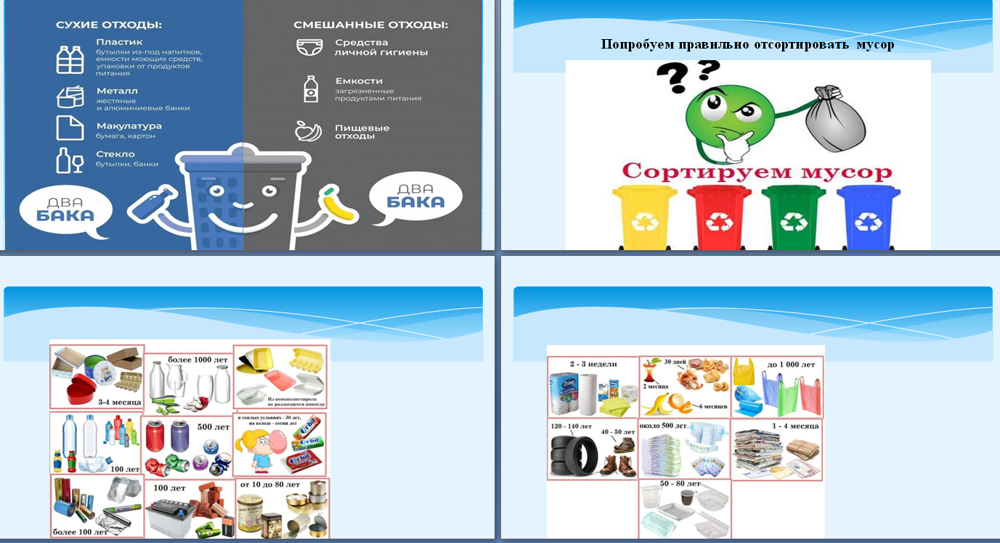 СУХИЕ ОТХОДЫ:
Пластик
бутылки из-под напитков,
емкости моющих средств,
упаковки от продуктов
питания
Металл
жестяные
и алюминиевые банки
Макулатура
бумага, картон
Стекло
бутылки, банки
ДВА
БАКА
СМЕШАННЫЕ ОТХОДЫ:
Средства
личной гигиены
Емкости
загрязненные
продуктами питания
Пищевые
отходы
ДВА
БАКА
Попробуем правильно отсортировать мусор
??
Сортируем мусор
3-4 месяца
более 1000 лет
Из пенополистирола
не разлагаются никогда
100 лет
500 лет
в теплых условиях - 30 лет,
на холоде - сотни лет
Orbit
Orbit
Orbit
более 100 лет
100 лет
от 10 до 80 лет
2 - 3 недели
30 дней
2 месяца
6 месяцев
до 1 000 лет
120 - 140 лет
40 - 50 лет
около 500 лет
1 - 4 месяца
50 - 80 лет